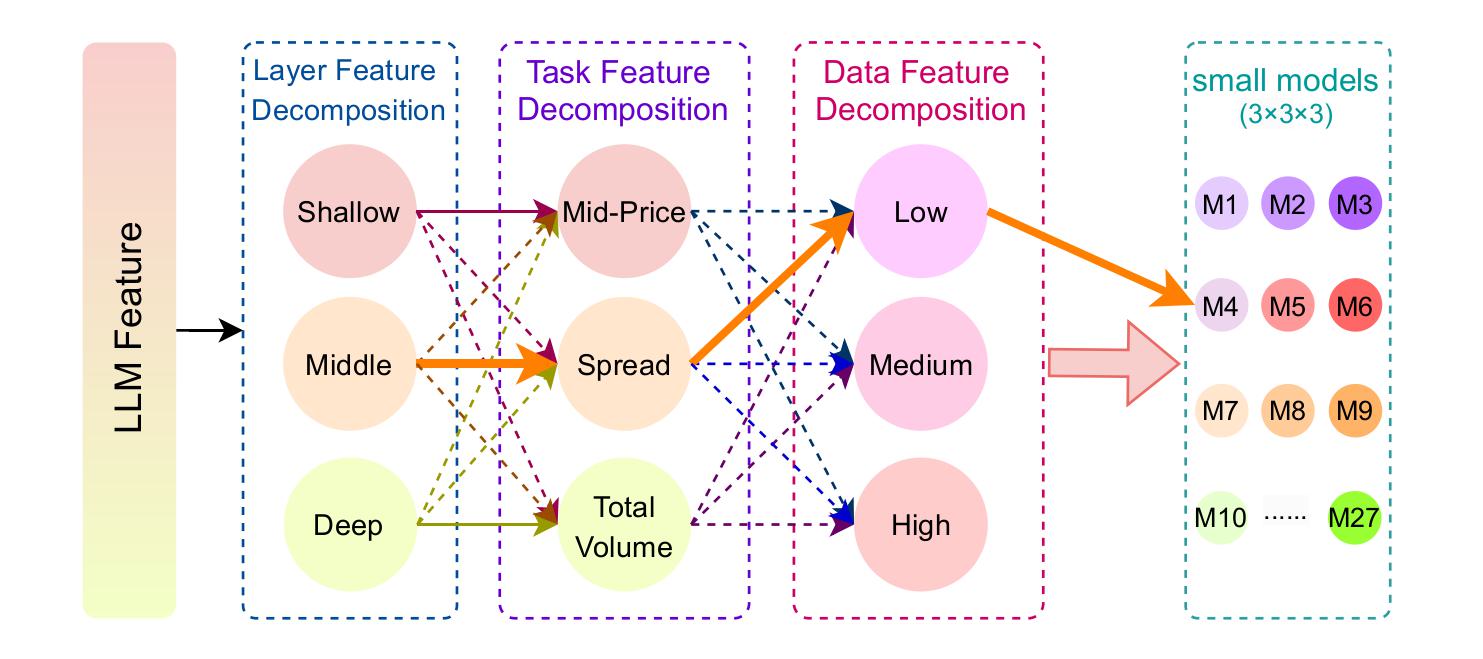 LLM Feature
Layer Feature
Decomposition
Shallow
Middle
Deep
Task Feature
Decomposition
Mid-Price
Spread
Total
Volume
Data Feature
Decomposition
Low
Medium
High
small models
(3×3×3)
M1 M2 M3
M4 M5 M6
M7 M8 M9
M10 ...... M27